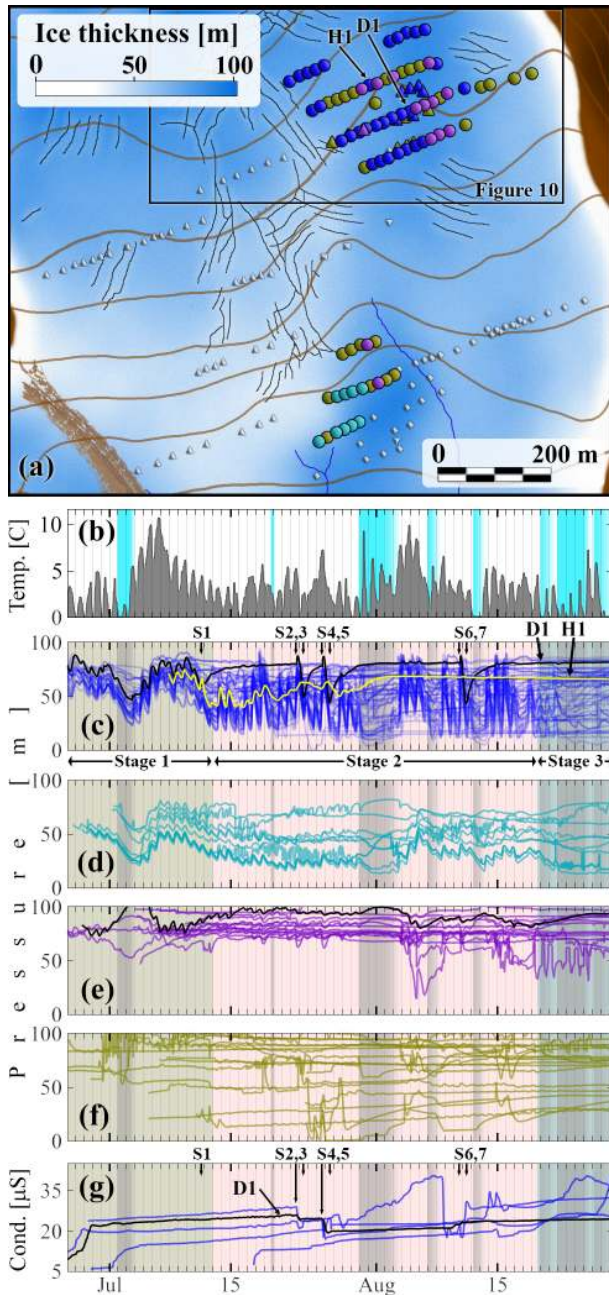 Ice thickness [m]
0 50 100
H1 D1
Figure 10
(a)
0 200 m
Temp. [C]
10
5
0
(b)
S1 S2,3 S4,5 S6,7 D1 H1
100
50
0
(c)
Stage 1 Stage 2 Stage 3
Pressure [m]
100
50
0
(d)
100
50
0
(e)
100
50
0
(f)
S1 S2,3 S4,5 S6,7
Cond. [µS]
35
20
5
D1
(g)
Jul 15 Aug 15